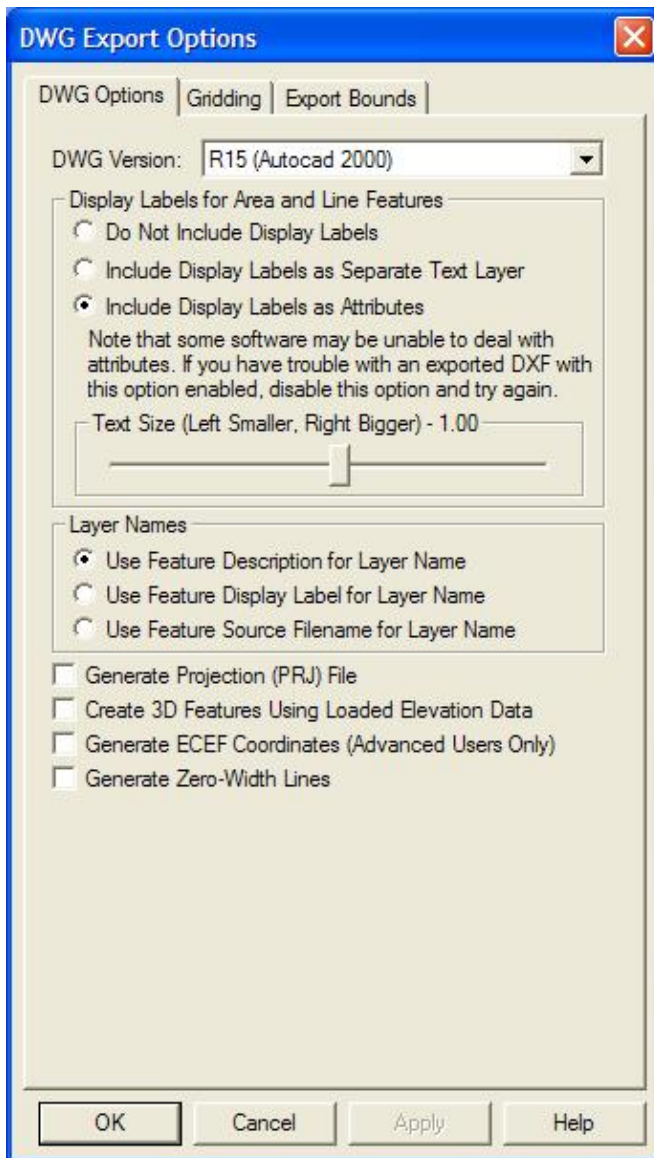 DWG Export Options
DWG Options Gridding Export Bounds
DWG Version: R15 (Autocad 2000)
Display Labels for Area and Line Features
Do Not Include Display Labels
Include Display Labels as Separate Text Layer
Include Display Labels as Attributes
Note that some software may be unable to deal with
attributes. If you have trouble with an exported DXF with
this option enabled, disable this option and try again.
Text Size (Left Smaller, Right Bigger) - 1.00
Layer Names
Use Feature Description for Layer Name
Use Feature Display Label for Layer Name
Use Feature Source Filename for Layer Name
Generate Projection (PRJ) File
Create 3D Features Using Loaded Elevation Data
Generate ECEF Coordinates (Advanced Users Only)
Generate Zero-Width Lines
OK Cancel Apply Help